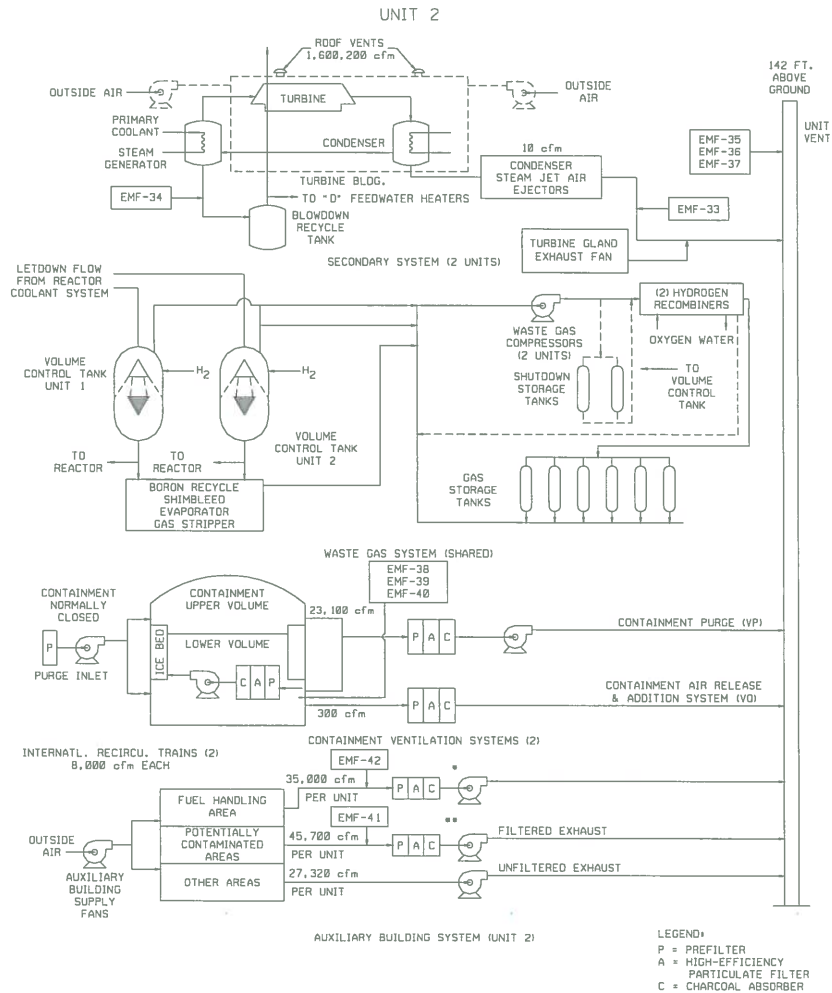 UNIT 2
ROOF VENTS
1,600,200 cfm
142 FT.
ABOVE
GROUND
OUTSIDE AIR
TURBINE
OUTSIDE
AIR
PRIMARY
COOLANT
STEAM
GENERATOR
CONDENSER
UNIT
VENT
EMF-35
EMF-36
EMF-37
10 cfm
CONDENSER
STEAM JET AIR
EJECTORS
TURBINE BLDG.
EMF-34
TO "D" FEEDWATER HEATERS
BLOWDOWN
RECYCLE
TANK
EMF-33
TURBINE GLAND
EXHAUST FAN
SECONDARY SYSTEM (2 UNITS)
LETDOWN FLOW
FROM REACTOR
COOLANT SYSTEM
(2) HYDROGEN
RECOMBINERS
WASTE GAS
COMPRESSORS
(2 UNITS)
OXYGEN WATER
VOLUME
CONTROL TANK
UNIT 1
H2
H2
SHUTDOWN
STORAGE
TANKS
TO
VOLUME
CONTROL
TANK
VOLUME
CONTROL TANK
UNIT 2
TO
REACTOR
TO
REACTOR
BORON RECYCLE
SHIMBLEED
EVAPORATOR
GAS STRIPPER
GAS
STORAGE
TANKS
WASTE GAS SYSTEM (SHARED)
EMF-38
EMF-39
EMF-40
CONTAINMENT
NORMALLY
CLOSED
CONTAINMENT
UPPER VOLUME
23,100 cfm
CONTAINMENT PURGE (VP)
P
PURGE INLET
ICE BED
LOWER VOLUME
C A P
P A C
300 cfm
P A C
CONTAINMENT AIR RELEASE
& ADDITION SYSTEM (VO)
CONTAINMENT VENTILATION SYSTEMS (2)
INTERNATL. RECIRCU. TRAINS (2)
8,000 cfm EACH
EMF-42
35,000 cfm
PER UNIT
P A C
*
FUEL HANDLING
AREA
EMF-41
POTENTIALLY
CONTAMINATED
AREAS
45,700 cfm
PER UNIT
P A C
**
FILTERED EXHAUST
OUTSIDE
AIR
OTHER AREAS
27,320 cfm
PER UNIT
UNFILTERED EXHAUST
AUXILIARY
BUILDING
SUPPLY
FANS
AUXILIARY BUILDING SYSTEM (UNIT 2)
LEGEND:
P = PREFILTER
A = HIGH-EFFICIENCY
PARTICULATE FILTER
C = CHARCOAL ABSORBER